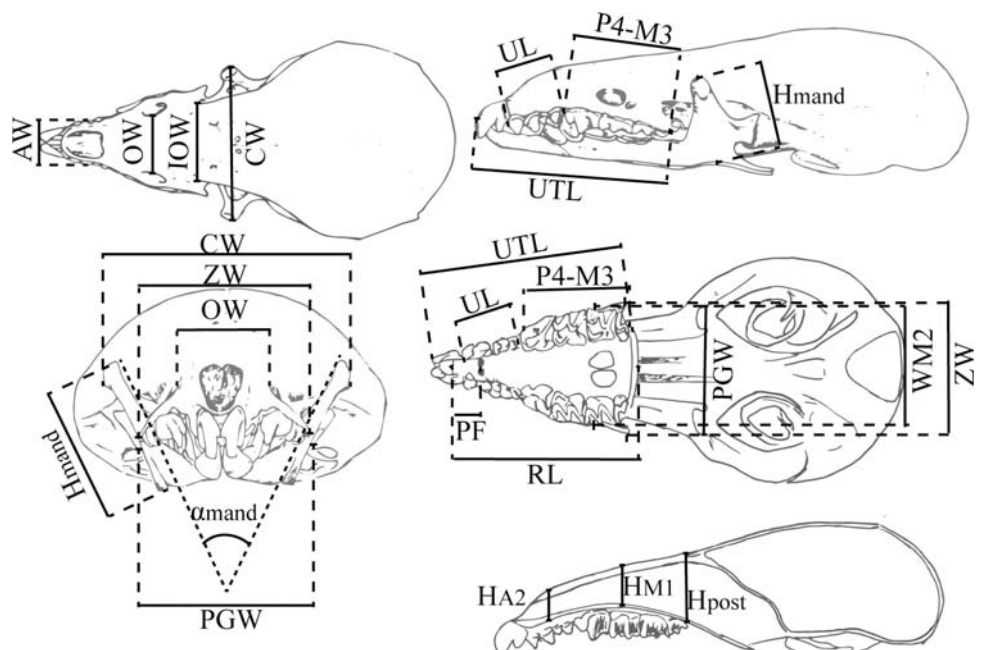 AW
OW
IOW
CW
UL
P4-M3
Hmand
UTL
CW
ZW
OW
Hmand
αmand
PGW
UTL
P4-M3
UL
PF
RL
PGW
WM2
ZW
HA2
HM1
Hpost